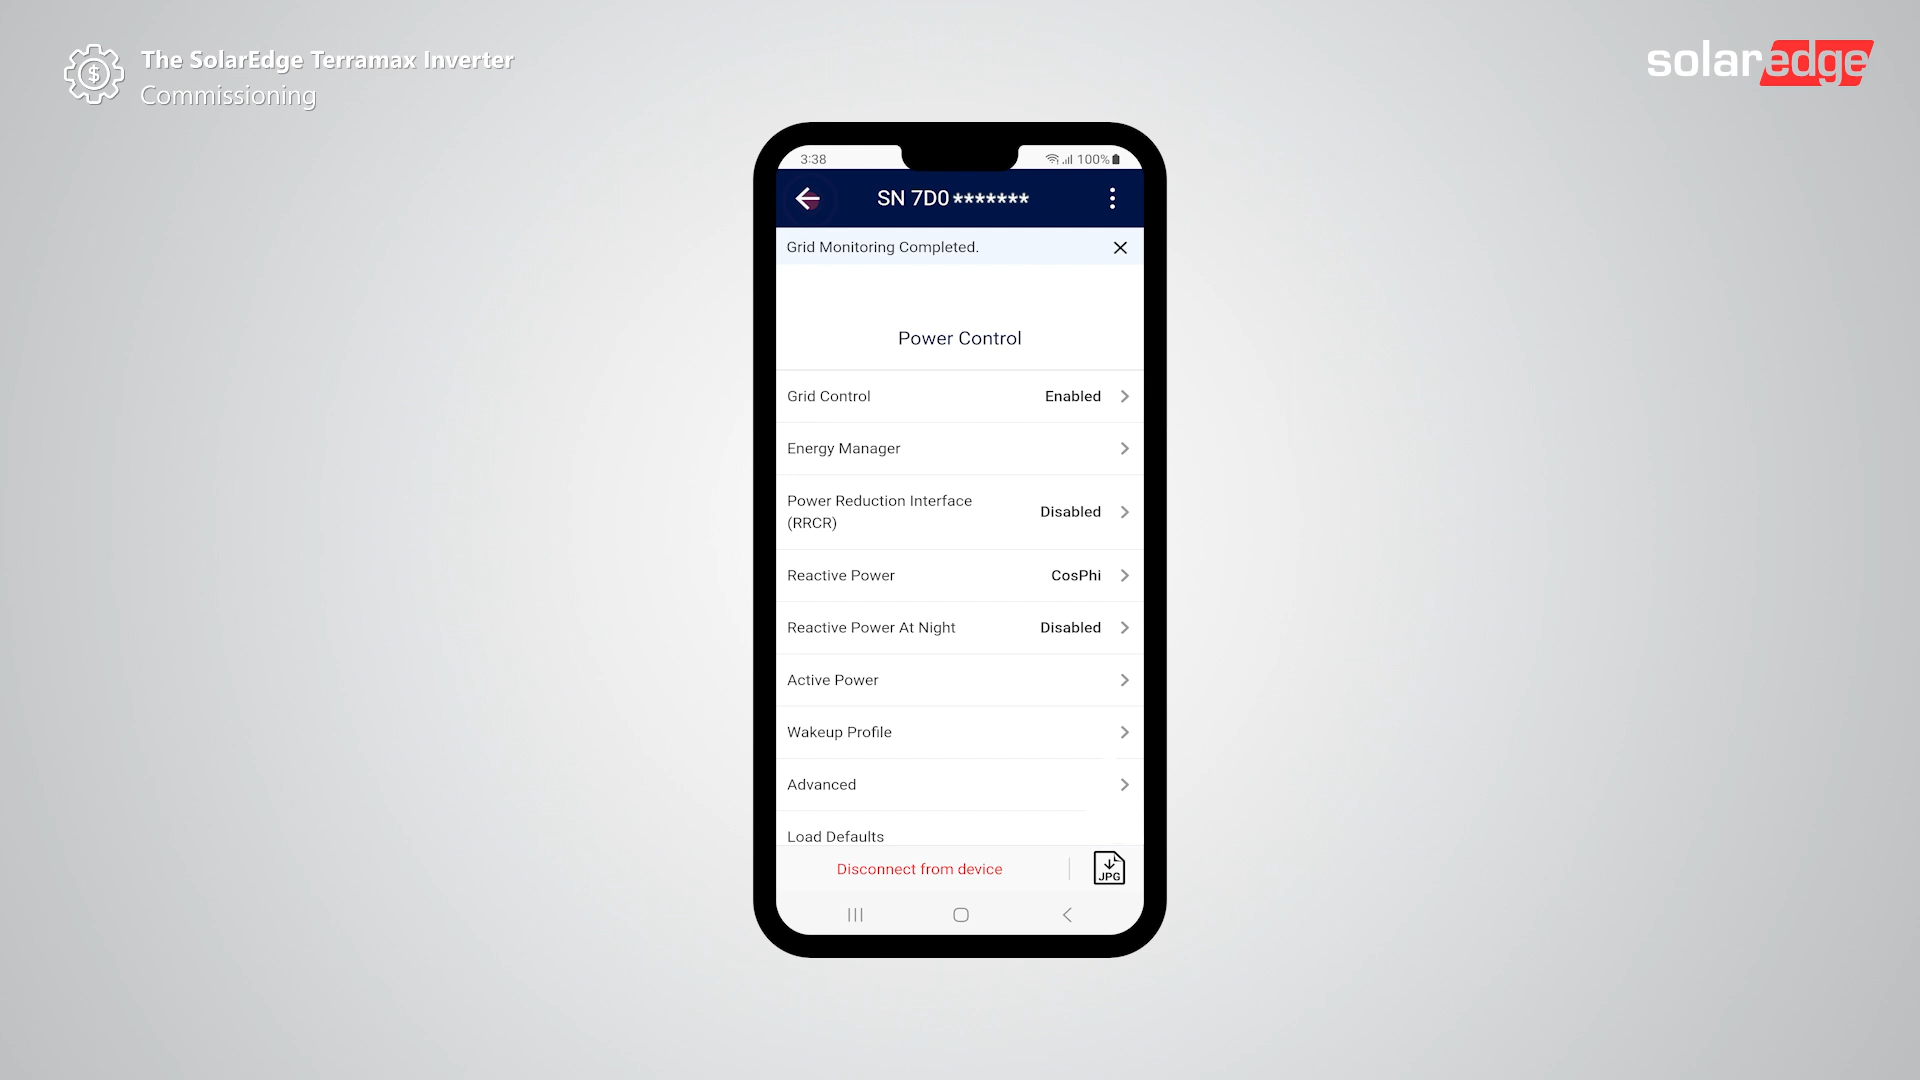 The SolarEdge Terramax Inverter
Commissioning
solaredge
3:38
100%
SN 7D0*******
Grid Monitoring Completed.
Power Control
Grid Control Enabled
Energy Manager
Power Reduction Interface
(RRCR) Disabled
Reactive Power CosPhi
Reactive Power At Night Disabled
Active Power
Wakeup Profile
Advanced
Load Defaults
Disconnect from device
JPG